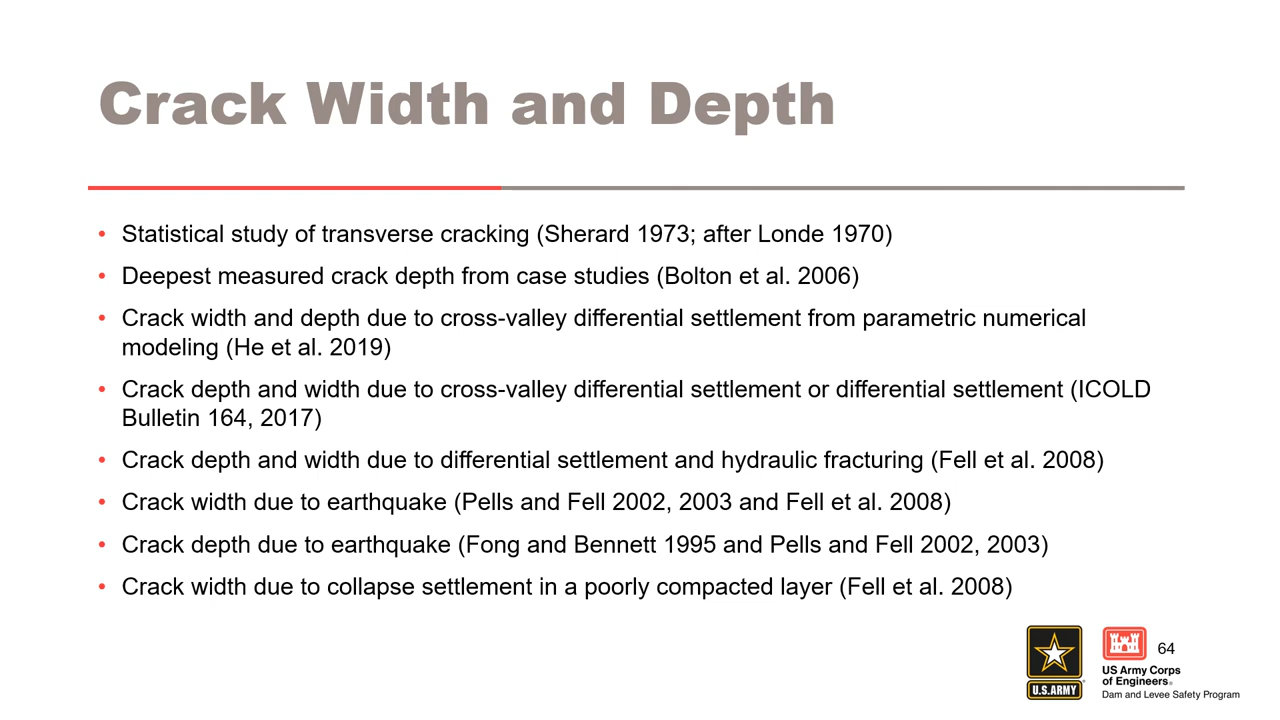 Crack Width and Depth
• Statistical study of transverse cracking (Sherard 1973; after Londe 1970)
• Deepest measured crack depth from case studies (Bolton et al. 2006)
• Crack width and depth due to cross-valley differential settlement from parametric numerical
modeling (He et al. 2019)
• Crack depth and width due to cross-valley differential settlement or differential settlement (ICOLD
Bulletin 164, 2017)
• Crack depth and width due to differential settlement and hydraulic fracturing (Fell et al. 2008)
• Crack width due to earthquake (Pells and Fell 2002, 2003 and Fell et al. 2008)
• Crack depth due to earthquake (Fong and Bennett 1995 and Pells and Fell 2002, 2003)
• Crack width due to collapse settlement in a poorly compacted layer (Fell et al. 2008)
64
U.S.ARMY
US Army Corps
of Engineers®
Dam and Levee Safety Program